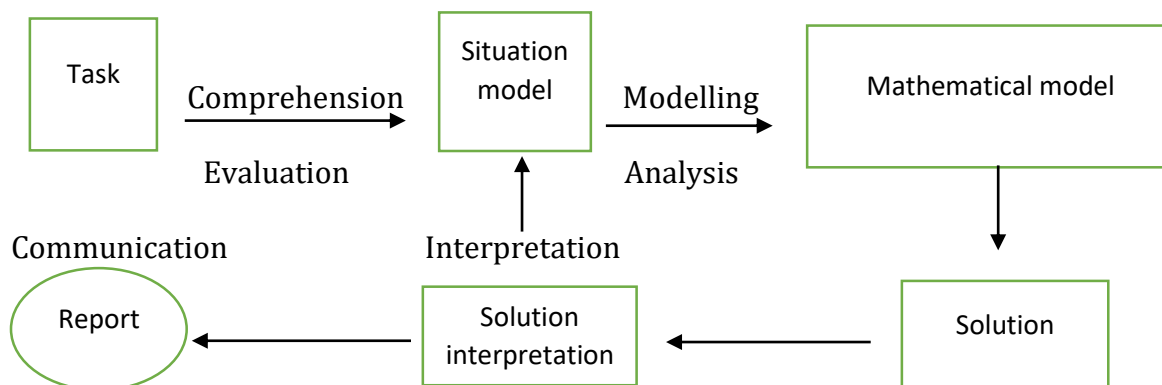 Task
Comprehension
Evaluation
Situation
model
Modelling
Analysis
Mathematical model
Communication
Interpretation
Report
Solution
interpretation
Solution